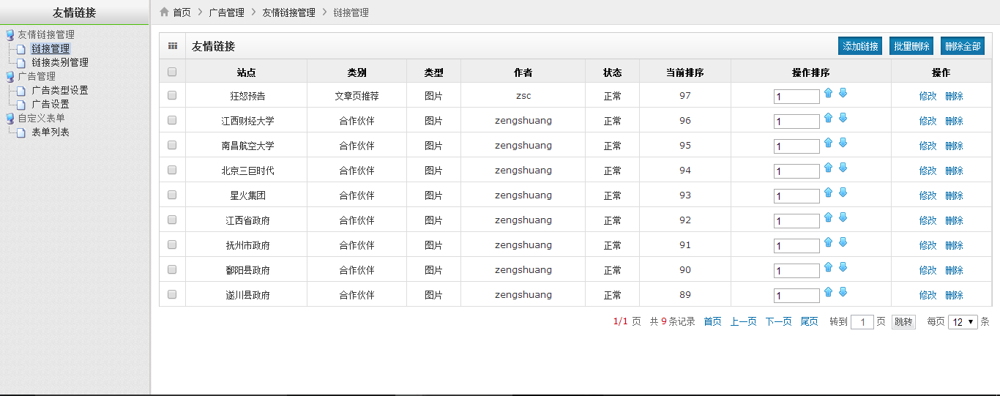 友情链接
友情链接管理
链接管理
链接类别管理
广告管理
广告类型设置
广告设置
自定义表单
表单列表
首页 > 广告管理 > 友情链接管理 > 链接管理
友情链接 添加链接 批量删除 删除全部
站点 类别 类型 作者 状态 当前排序 操作排序 操作
狂怒预告 文章页推荐 图片 zsc 正常 97 1 修改 删除
江西财经大学 合作伙伴 图片 zengshuang 正常 96 1 修改 删除
南昌航空大学 合作伙伴 图片 zengshuang 正常 95 1 修改 删除
北京三巨时代 合作伙伴 图片 zengshuang 正常 94 1 修改 删除
星火集团 合作伙伴 图片 zengshuang 正常 93 1 修改 删除
江西省政府 合作伙伴 图片 zengshuang 正常 92 1 修改 删除
抚州市政府 合作伙伴 图片 zengshuang 正常 91 1 修改 删除
鄱阳县政府 合作伙伴 图片 zengshuang 正常 90 1 修改 删除
遂川县政府 合作伙伴 图片 zengshuang 正常 89 1 修改 删除
1/1 页 共 9 条记录 首页 上一页 下一页 尾页 转到 1 页 跳转 每页 12 条